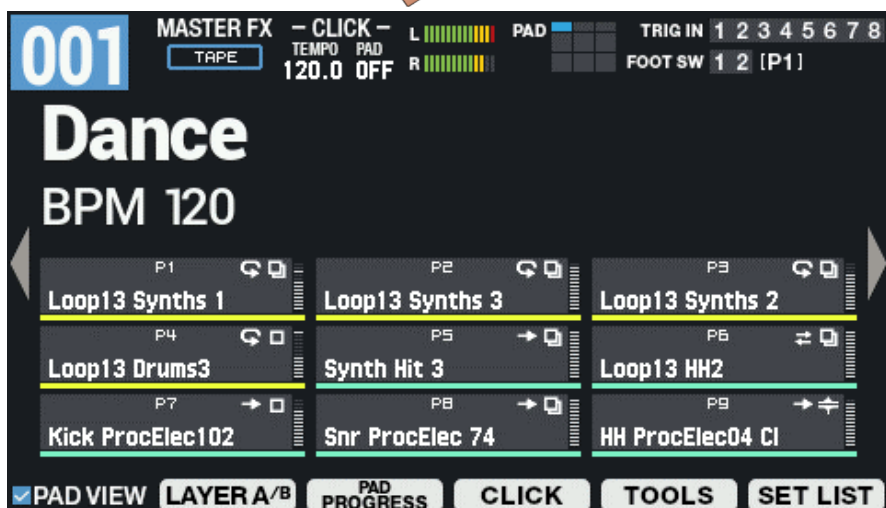 001
MASTER FX
TAPE
– CLICK –
TEMPO PAD
120.0 OFF
L
R
PAD
TRIG IN 1 2 3 4 5 6 7 8
FOOT SW 1 2 [P1]
Dance
BPM 120
P1
Loop13 Synths 1
P2
Loop13 Synths 3
P3
Loop13 Synths 2
P4
Loop13 Drums3
P5
Synth Hit 3
P6
Loop13 HH2
P7
Kick ProcElec102
P8
Snr ProcElec 74
P9
HH ProcElec04 Cl
PAD VIEW
LAYER A/B
PAD
PROGRESS
CLICK
TOOLS
SET LIST